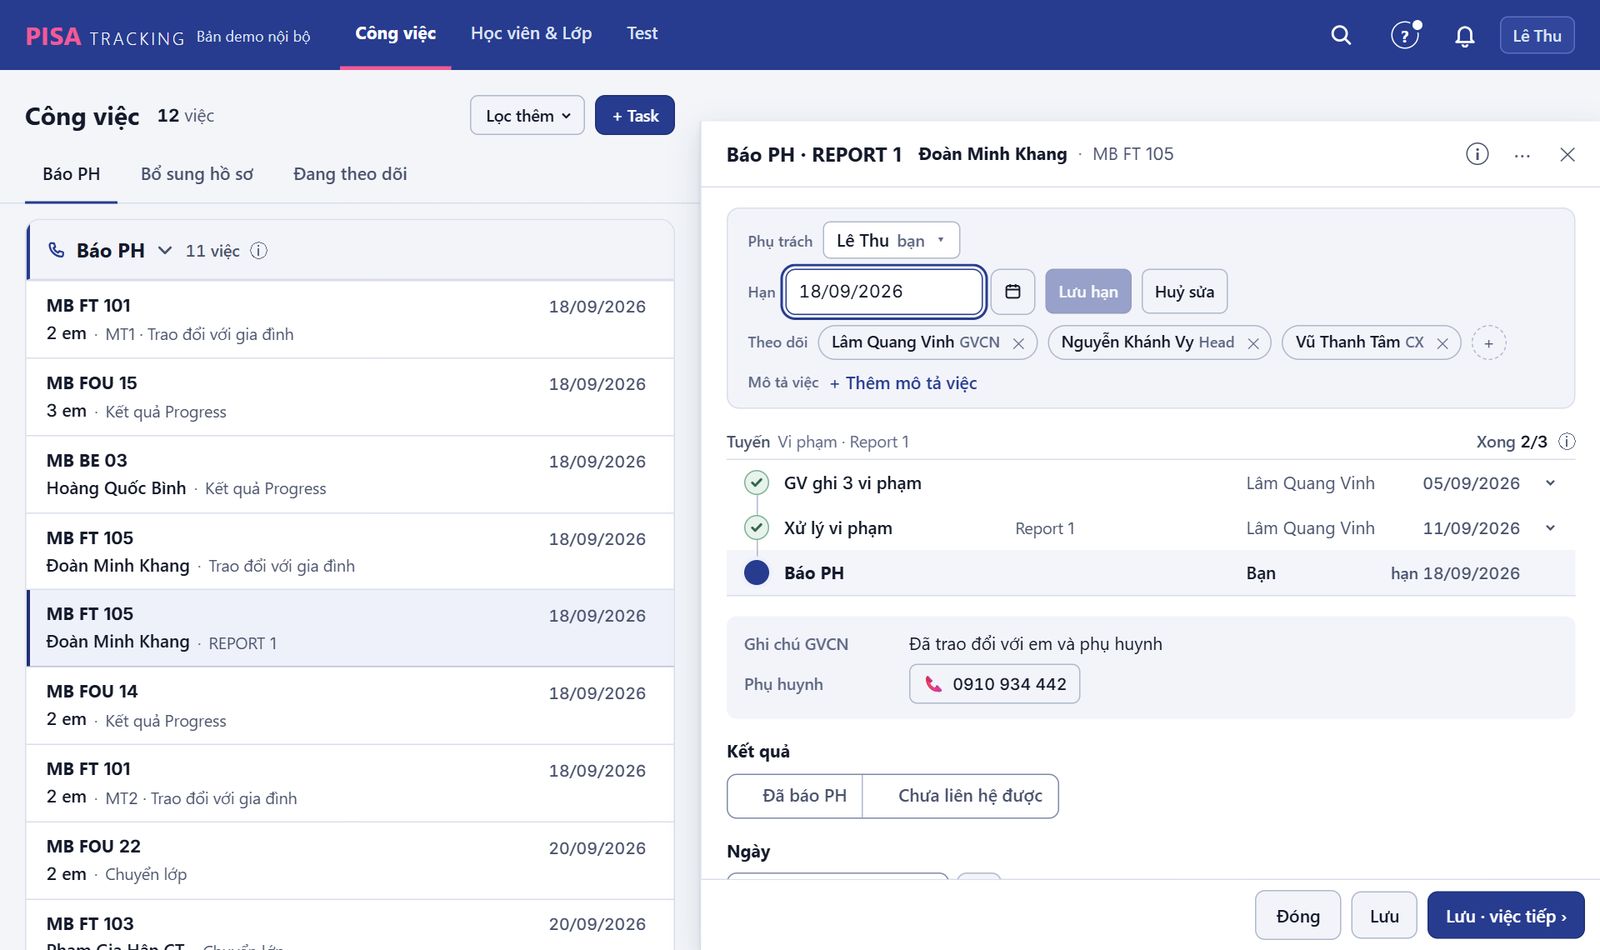 PISA TRACKING Bản demo nội bộ Công việc Học viên & Lớp Test ? Lê Thu
Công việc 12 việc Lọc thêm + Task
Báo PH Bổ sung hồ sơ Đang theo dõi
Báo PH 11 việc i
MB FT 101 18/09/2026
2 em · MT1 · Trao đổi với gia đình
MB FOU 15 18/09/2026
3 em · Kết quả Progress
MB BE 03 18/09/2026
Hoàng Quốc Bình · Kết quả Progress
MB FT 105 18/09/2026
Đoàn Minh Khang · Trao đổi với gia đình
MB FT 105 18/09/2026
Đoàn Minh Khang · REPORT 1
MB FOU 14 18/09/2026
2 em · Kết quả Progress
MB FT 101 18/09/2026
2 em · MT2 · Trao đổi với gia đình
MB FOU 22 20/09/2026
2 em · Chuyển lớp
MB FT 103 20/09/2026
Báo PH · REPORT 1 Đoàn Minh Khang · MB FT 105 i ...
Phụ trách Lê Thu bạn
Hạn 18/09/2026 Lưu hạn Huỷ sửa
Theo dõi Lâm Quang Vinh GVCN Nguyễn Khánh Vy Head Vũ Thanh Tâm CX +
Mô tả việc + Thêm mô tả việc
Tuyến Vi phạm · Report 1 Xong 2/3 i
GV ghi 3 vi phạm Lâm Quang Vinh 05/09/2026
Xử lý vi phạm Report 1 Lâm Quang Vinh 11/09/2026
Báo PH Bạn hạn 18/09/2026
Ghi chú GVCN Đã trao đổi với em và phụ huynh
Phụ huynh 0910 934 442
Kết quả
Đã báo PH Chưa liên hệ được
Ngày
Đóng Lưu Lưu · việc tiếp ›